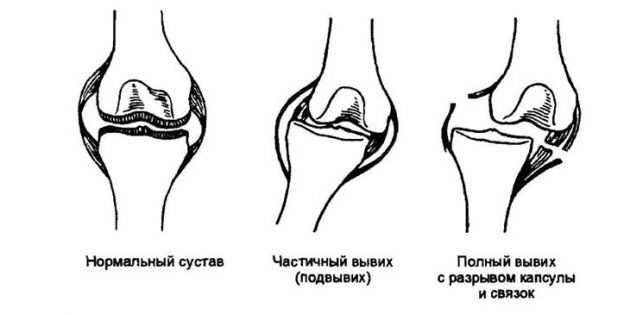 Нормальный сустав
Частичный вывих
(подвывих)
Полный вывих
с разрывом капсулы
и связок